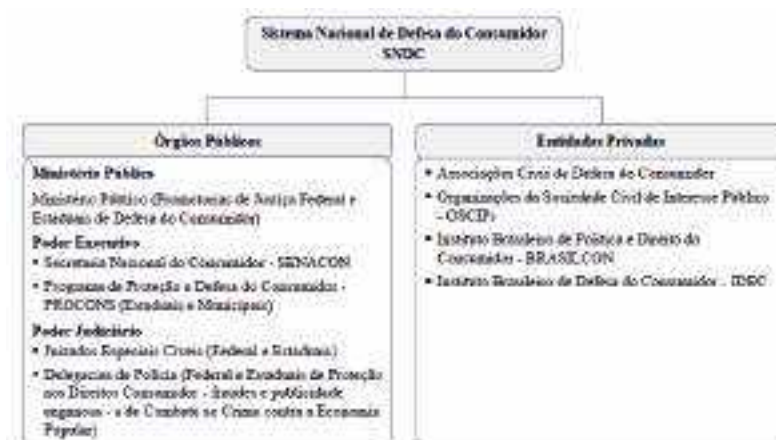 Sistema Nacional de Defesa do Consumidor
SNDC
Órgãos Públicos
Ministério Público
Ministério Público (Promotorias de Justiça Federal e
Estaduais de Defesa do Consumidor)
Poder Executivo
▪ Secretaria Nacional do Consumidor - SENACON
▪ Programa de Proteção e Defesa do Consumidor -
PROCONS (Estaduais e Municipais)
Poder Judiciário
▪ Juizados Especiais Cíveis (Federal e Estaduais)
▪ Delegacias de Polícia (Federal e Estaduais de Proteção
aos Direitos Consumidor - fraudes e publicidade
enganosa - e de Combate ao Crime contra a Economia
Popular)
Entidades Privadas
▪ Associações Civil de Defesa do Consumidor
▪ Organizações da Sociedade Civil de Interesse Público
- OSCIPs
▪ Instituto Brasileiro de Política e Direito do
Consumidor - BRASILCON
▪ Instituto Brasileiro de Defesa do Consumidor - IDEC